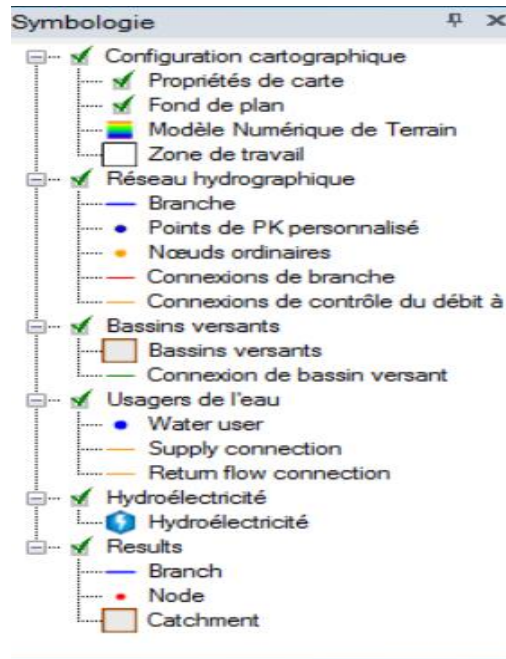 Symbologie
Configuration cartographique
Propriétés de carte
Fond de plan
Modèle Numérique de Terrain
Zone de travail
Réseau hydrographique
Branche
Points de PK personnalisé
Nœuds ordinaires
Connexions de branche
Connexions de contrôle du débit à
Bassins versants
Bassins versants
Connexion de bassin versant
Usagers de l'eau
Water user
Supply connection
Return flow connection
Hydroélectricité
Hydroélectricité
Results
Branch
Node
Catchment